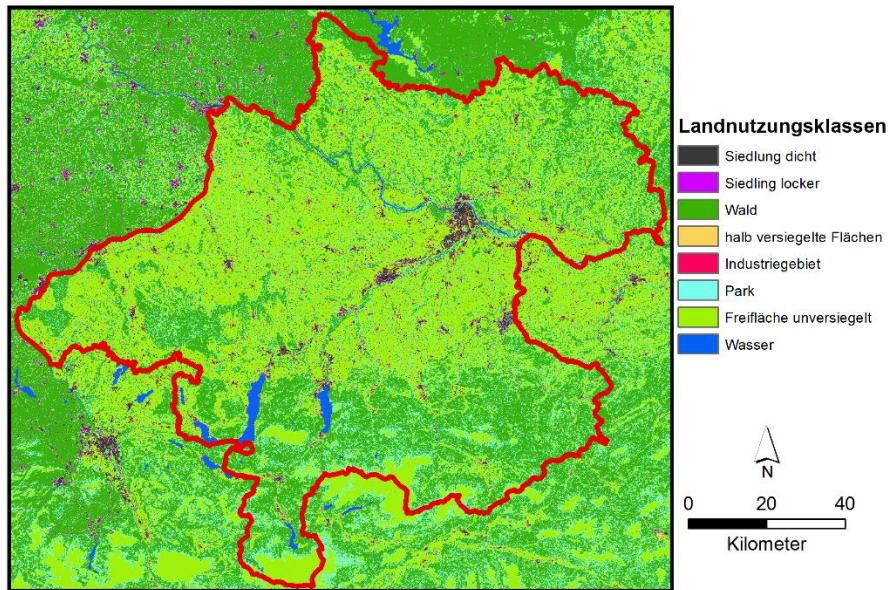 Landnutzungsklassen
Siedlung dicht
Siedling locker
Wald
halb versiegelte Flächen
Industriegebiet
Park
Freifläche unversiegelt
Wasser
N
0 20 40
Kilometer